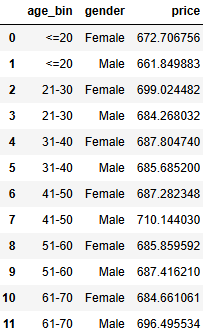 age_bin gender price
0 <=20 Female 672.706756
1 <=20 Male 661.849883
2 21-30 Female 699.024482
3 21-30 Male 684.268032
4 31-40 Female 687.804740
5 31-40 Male 685.685200
6 41-50 Female 687.282348
7 41-50 Male 710.144030
8 51-60 Female 685.859592
9 51-60 Male 687.416210
10 61-70 Female 684.661061
11 61-70 Male 696.495534